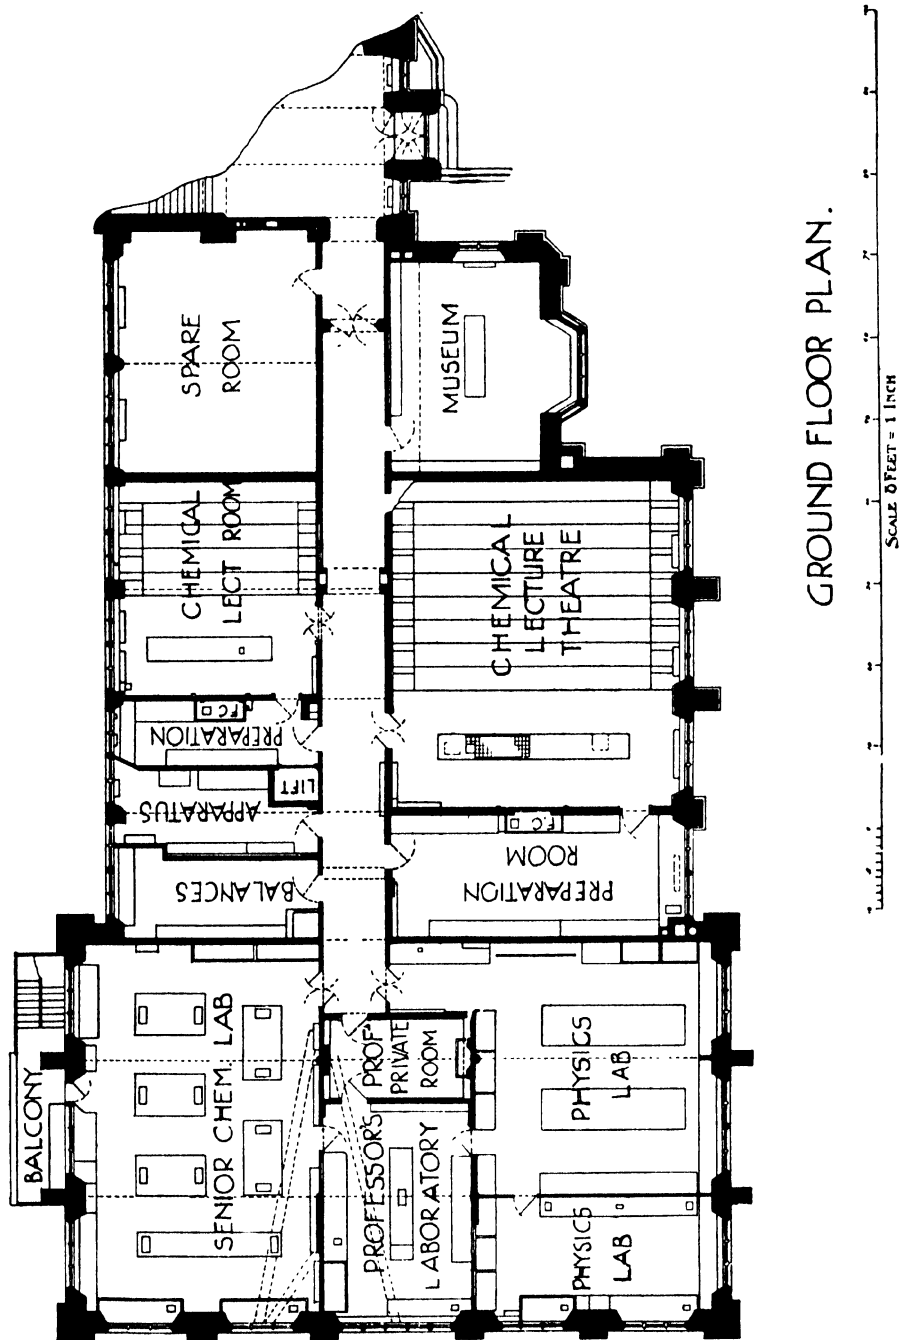 GROUND FLOOR PLAN.
SCALE 8 FEET = 1 INCH
SPARE
ROOM
MUSEUM
CHEMICAL
LECT ROOM
CHEMICAL
LECTURE
THEATRE
F.C
PREPARATION
LIFT
APPARATUS
BALANCES
F.C.
PREPARATION
ROOM
BALCONY
SENIOR CHEM. LAB
PROF
PRIVATE
ROOM
PROFESSOR'S
LABORATORY
PHYSICS
LAB
PHYSICS
LAB